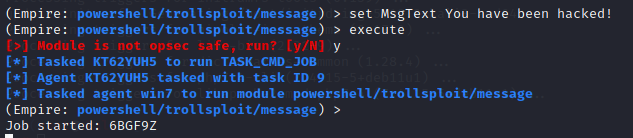 (Empire: powershell/trollsploit/message) > set MsgText You have been hacked!
(Empire: powershell/trollsploit/message) > execute
[>] Module is not opsec safe, run? [y/N] y
[*] Tasked KT62YUH5 to run TASK_CMD_JOB
[*] Agent KT62YUH5 tasked with task ID 9
[*] Tasked agent win7 to run module powershell/trollsploit/message
(Empire: powershell/trollsploit/message) >
Job started: 6BGF9Z